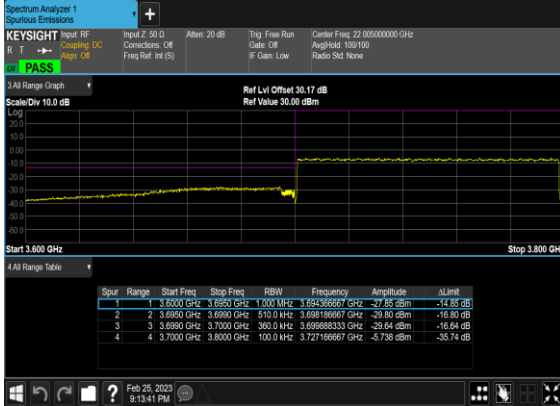 Spectrum Analyzer 1
Spurious Emissions
+
KEYSIGHT Input: RF Input Z: 50 Ω Atten: 20 dB Trig: Free Run Center Freq: 22.005000000 GHz
R T Coupling: DC Corrections: Off Gate: Off Avg|Hold: 100/100
Align: Off Freq Ref: Int (S) IF Gain: Low Radio Std: None
PASS
3 All Range Graph
Ref Lvl Offset 30.17 dB
Scale/Div 10.0 dB Ref Value 30.00 dBm
Log
20.0
10.0
0.00
-10.0
-20.0
-30.0
-40.0
-50.0
-60.0
Start 3.600 GHz Stop 3.800 GH
4 All Range Table
Spur Range Start Freq Stop Freq RBW Frequency Amplitude ΔLimit
1 1 3.6000 GHz 3.6950 GHz 1.000 MHz 3.694366667 GHz -27.85 dBm -14.85 dB
2 2 3.6950 GHz 3.6990 GHz 510.0 kHz 3.698186667 GHz -29.80 dBm -16.80 dB
3 3 3.6990 GHz 3.7000 GHz 360.0 kHz 3.699888333 GHz -29.64 dBm -16.64 dB
4 4 3.7000 GHz 3.8000 GHz 100.0 kHz 3.727166667 GHz -5.738 dBm -35.74 dB
? Feb 25, 2023
9:13:41 PM